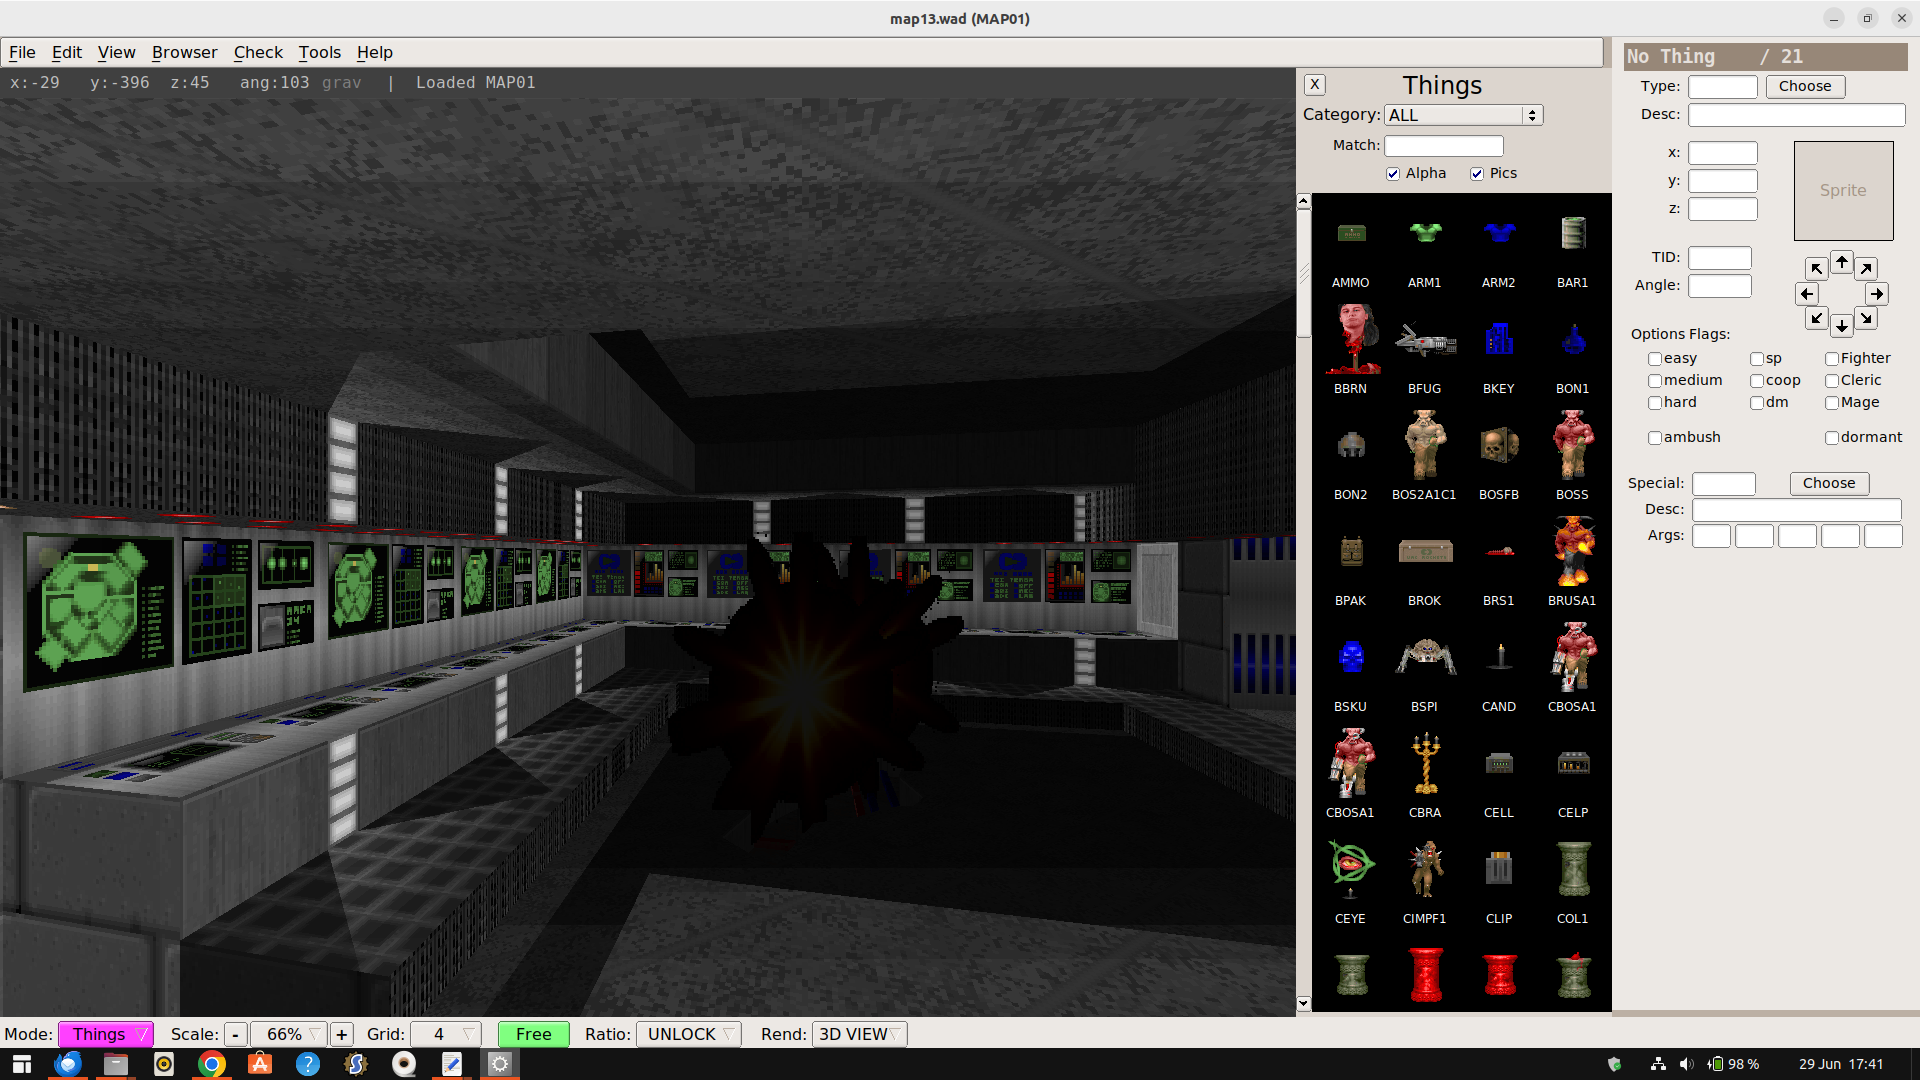 map13.wad (MAP01)
File Edit View Browser Check Tools Help
x:-29 y:-396 z:45 ang:103 grav | Loaded MAP01
X Things
Category: ALL
Match:
Alpha Pics
AMMO ARM1 ARM2 BAR1
BBRN BFUG BKEY BON1
BON2 BOS2A1C1 BOSFB BOSS
BPAK BROK BRS1 BRUSA1
BSKU BSPI CAND CBOSA1
CBOSA1 CBRA CELL CELP
CEYE CIMPF1 CLIP COL1
No Thing / 21
Type: Choose
Desc:
x:
y:
Sprite
z:
TID:
Angle:
Options Flags:
easy sp Fighter
medium coop Cleric
hard dm Mage
ambush dormant
Special: Choose
Desc:
Args:
Mode: Things Scale: - 66% + Grid: 4 Free Ratio: UNLOCK Rend: 3D VIEW
98 % 29 Jun 17:41